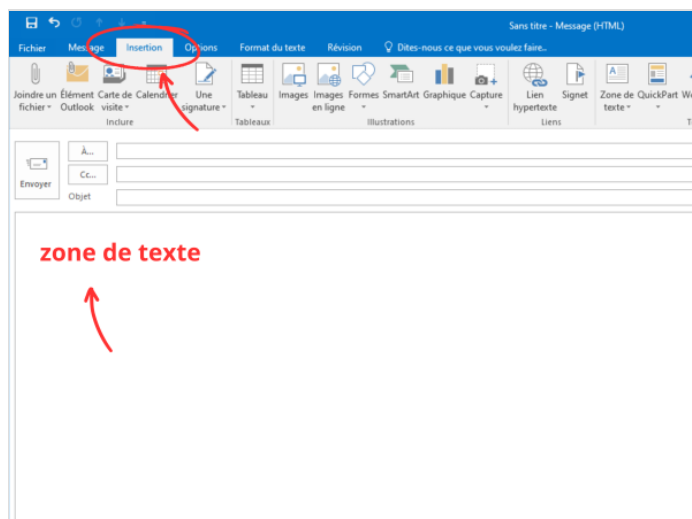 Sans titre - Message (HTML)
Fichier Message Insertion Options Format du texte Révision Dites-nous ce que vous voulez faire..
Joindre un Élément Carte de Calendrier Une Tableau Images Images Formes SmartArt Graphique Capture Lien Signet Zone de QuickPart
fichier Outlook visite signature en ligne hypertexte texte
Inclure Tableaux Illustrations Liens
À...
Cc...
Envoyer
Objet
zone de texte